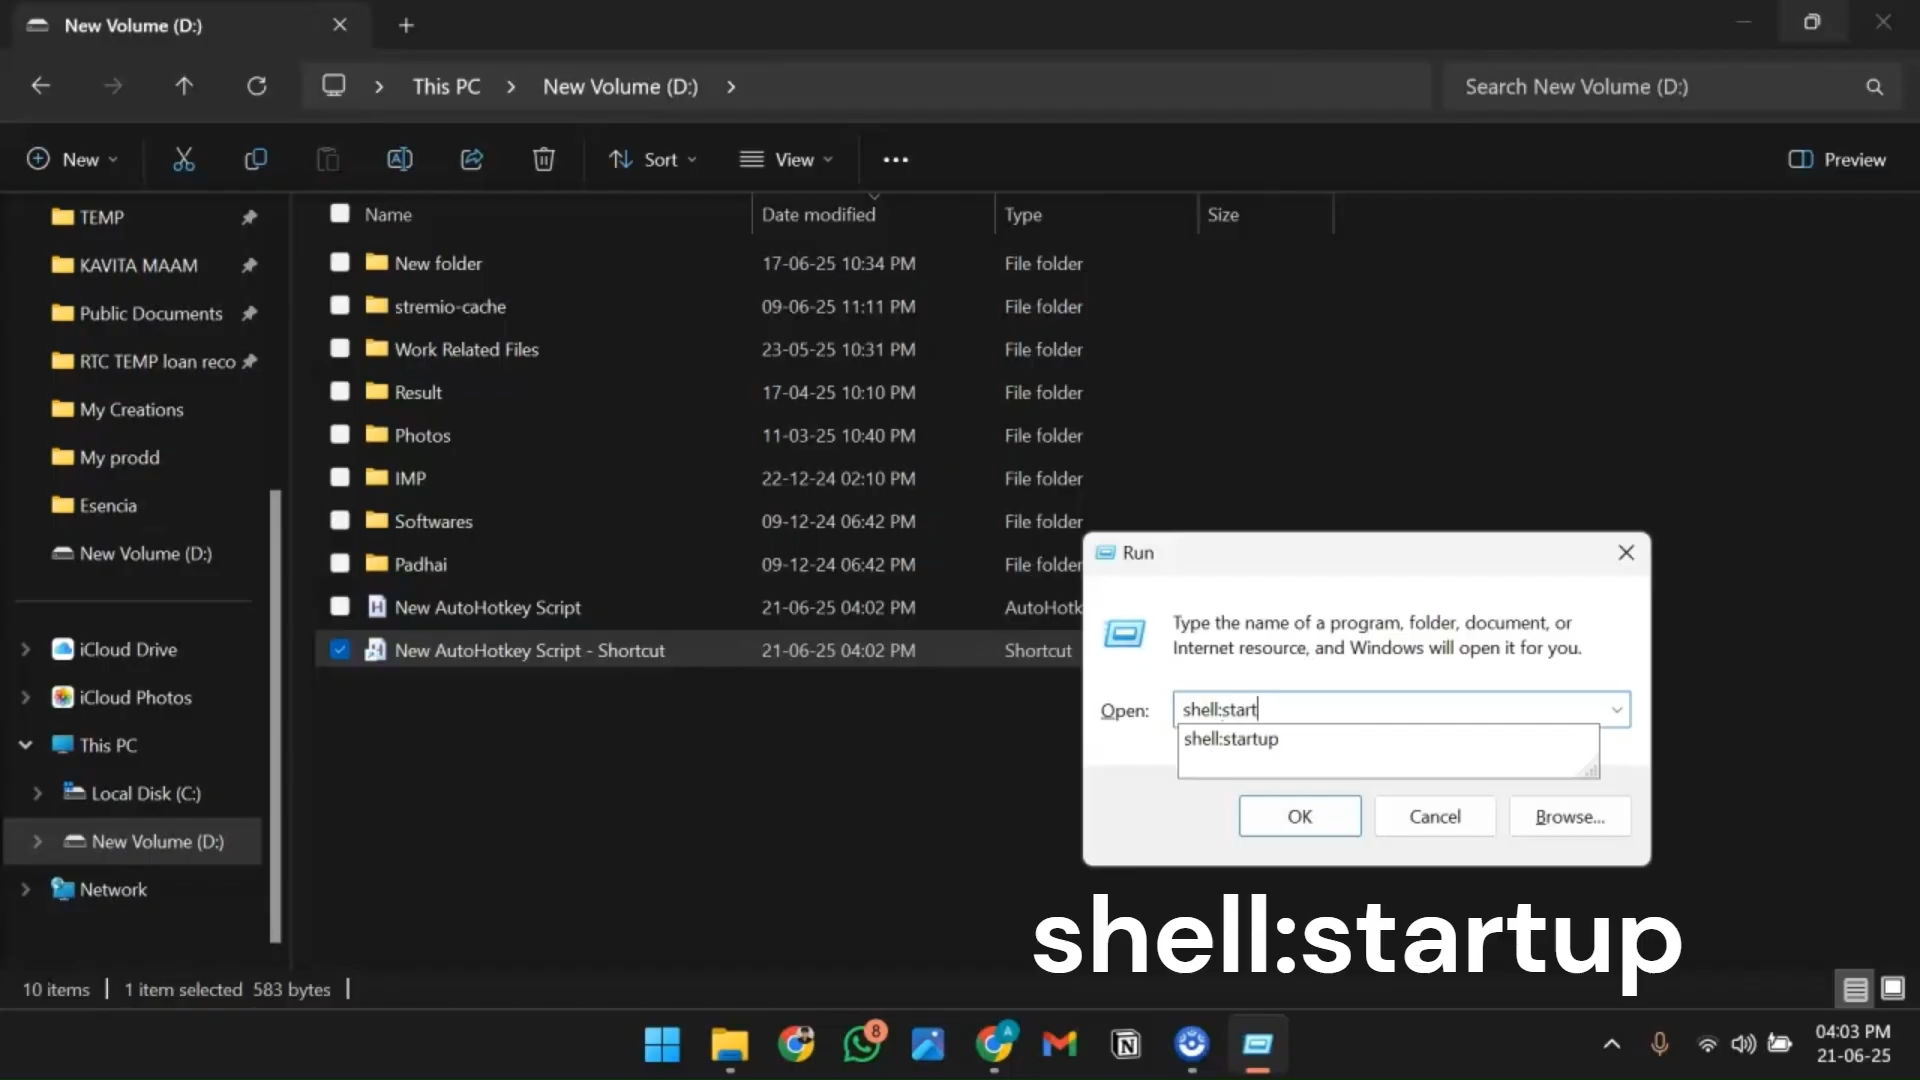 New Volume (D:)
This PC
New Volume (D:)
Search New Volume (D:)
New
Sort
View
Preview
Name
Date modified
Type
Size
TEMP
KAVITA MAAM
Public Documents
RTC TEMP loan reco
My Creations
My prodd
Esencia
New Volume (D:)
iCloud Drive
iCloud Photos
This PC
Local Disk (C:)
New Volume (D:)
Network
New folder 17-06-25 10:34 PM File folder
stremio-cache 09-06-25 11:11 PM File folder
Work Related Files 23-05-25 10:31 PM File folder
Result 17-04-25 10:10 PM File folder
Photos 11-03-25 10:40 PM File folder
IMP 22-12-24 02:10 PM File folder
Softwares 09-12-24 06:42 PM File folder
Padhai 09-12-24 06:42 PM File folder
New AutoHotkey Script 21-06-25 04:02 PM AutoHotk
New AutoHotkey Script - Shortcut 21-06-25 04:02 PM Shortcut
Run
Type the name of a program, folder, document, or
Internet resource, and Windows will open it for you.
Open: shell:start
shell:startup
OK
Cancel
Browse...
shell:startup
10 items
1 item selected 583 bytes
8
A
04:03 PM
21-06-25